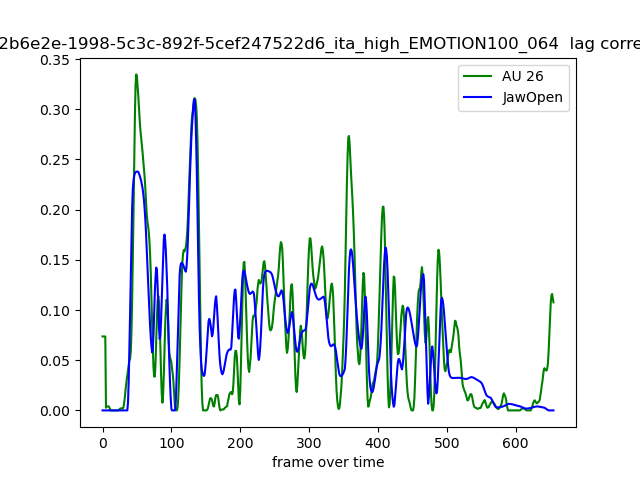 2b6e2e-1998-5c3c-892f-5cef247522d6_ita_high_EMOTION100_064 lag corre
0.35
AU 26
JawOpen
0.30
0.25
0.20
0.15
0.10
0.05
0.00
0 100 200 300 400 500 600
frame over time